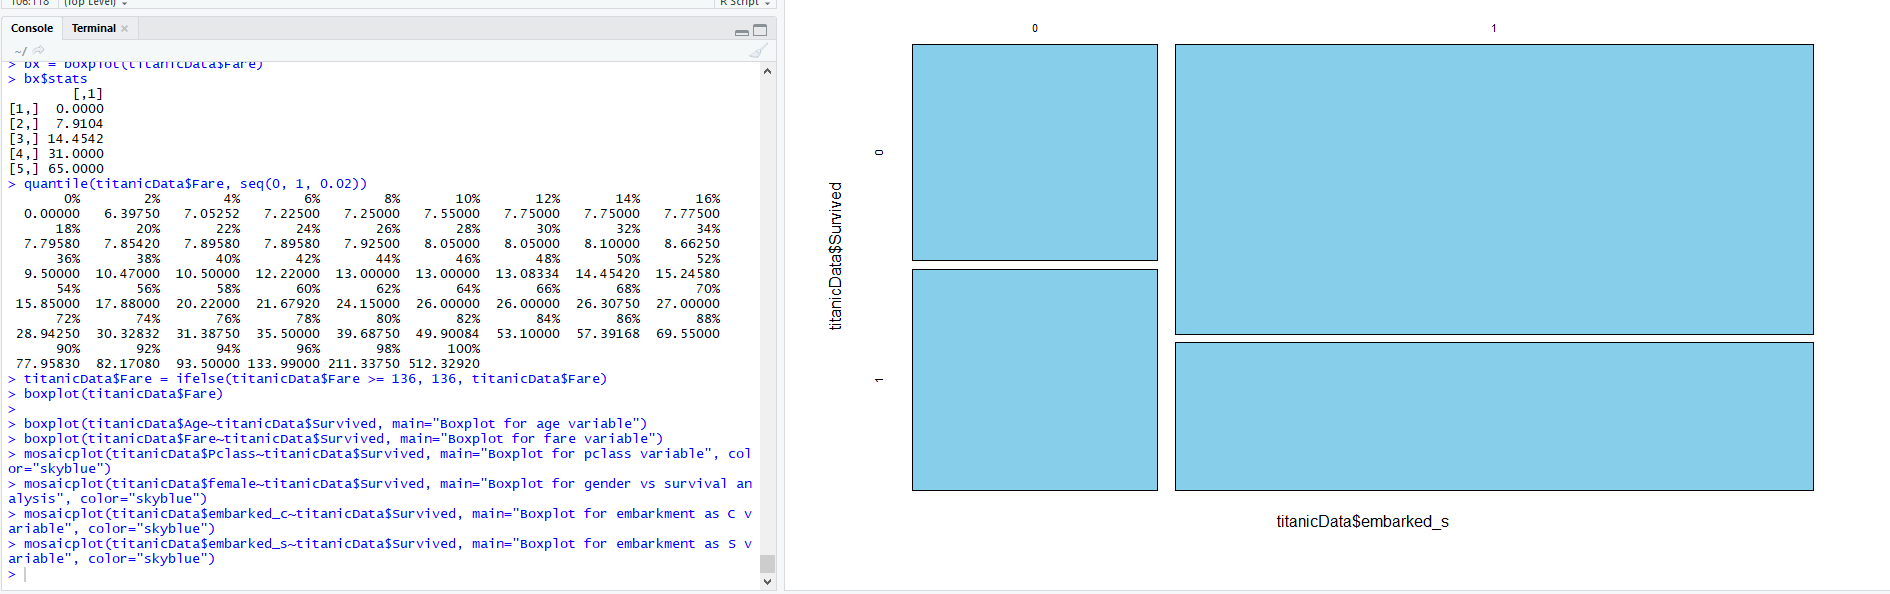 106:118 (Top Level) R Script
Console Terminal
~/
> bx = boxplot(titanicData$Fare)
> bx$stats
[,1]
[1,] 0.0000
[2,] 7.9104
[3,] 14.4542
[4,] 31.0000
[5,] 65.0000
> quantile(titanicData$Fare, seq(0, 1, 0.02))
0% 2% 4% 6% 8% 10% 12% 14% 16%
0.00000 6.39750 7.05252 7.22500 7.25000 7.55000 7.75000 7.75000 7.77500
18% 20% 22% 24% 26% 28% 30% 32% 34%
7.79580 7.85420 7.89580 7.89580 7.92500 8.05000 8.05000 8.10000 8.66250
36% 38% 40% 42% 44% 46% 48% 50% 52%
9.50000 10.47000 10.50000 12.22000 13.00000 13.00000 13.08334 14.45420 15.24580
54% 56% 58% 60% 62% 64% 66% 68% 70%
15.85000 17.88000 20.22000 21.67920 24.15000 26.00000 26.00000 26.30750 27.00000
72% 74% 76% 78% 80% 82% 84% 86% 88%
28.94250 30.32832 31.38750 35.50000 39.68750 49.90084 53.10000 57.39168 69.55000
90% 92% 94% 96% 98% 100%
77.95830 82.17080 93.50000 133.99000 211.33750 512.32920
> titanicData$Fare = ifelse(titanicData$Fare >= 136, 136, titanicData$Fare)
> boxplot(titanicData$Fare)
>
> boxplot(titanicData$Age~titanicData$Survived, main="Boxplot for age variable")
> boxplot(titanicData$Fare~titanicData$Survived, main="Boxplot for fare variable")
> mosaicplot(titanicData$Pclass~titanicData$Survived, main="Boxplot for pclass variable", col
or="skyblue")
> mosaicplot(titanicData$female~titanicData$Survived, main="Boxplot for gender vs survival an
alysis", color="skyblue")
> mosaicplot(titanicData$embarked_c~titanicData$Survived, main="Boxplot for embarkment as C v
ariable", color="skyblue")
> mosaicplot(titanicData$embarked_s~titanicData$Survived, main="Boxplot for embarkment as S v
ariable", color="skyblue")
>
0 1
0
titanicData$Survived
1
titanicData$embarked_s